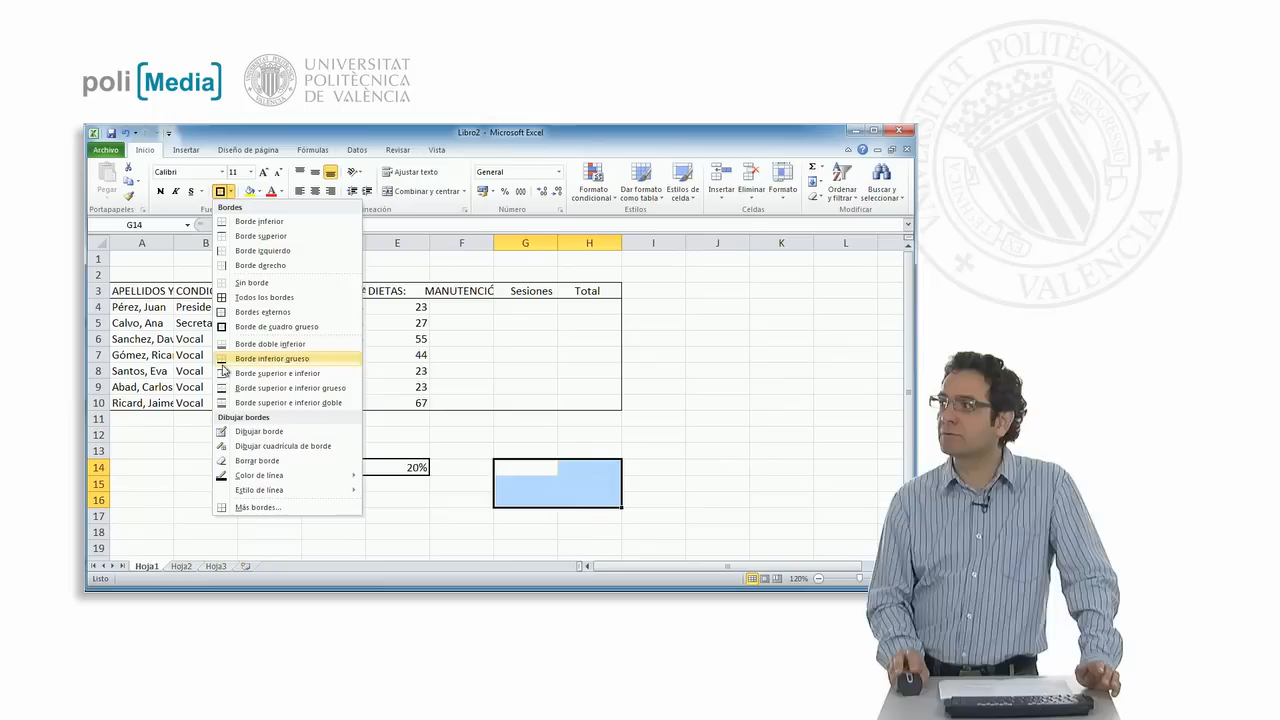 poli [Media]
UNIVERSITAT
POLITÈCNICA
DE VALÈNCIA
UNIVERSITAT POLITÈCNICA DE VALÈNCIA
Libro2 - Microsoft Excel
Archivo Inicio Insertar Diseño de página Fórmulas Datos Revisar Vista
Pegar
Calibri 11
N K S
Ajustar texto
Combinar y centrar
General
% 000
Formato condicional
Dar formato como tabla
Estilos de celda
Insertar Eliminar Formato
Ordenar y filtrar
Buscar y seleccionar
Portapapeles Número Estilos Celdas Modificar
G14
Bordes
Borde inferior
Borde superior
Borde izquierdo
Borde derecho
Sin borde
Todos los bordes
Bordes externos
Borde de cuadro grueso
Borde doble inferior
Borde inferior grueso
Borde superior e inferior
Borde superior e inferior grueso
Borde superior e inferior doble
Dibujar bordes
Dibujar borde
Dibujar cuadrícula de borde
Borrar borde
Color de línea
Estilo de línea
Más bordes...
A B E F G H I J K L
1
2
3 APELLIDOS Y CONDI DIETAS: MANUTENCIÓ Sesiones Total
4 Pérez, Juan Preside 23
5 Calvo, Ana Secreta 27
6 Sanchez, Dav Vocal 55
7 Gómez, Rica Vocal 44
8 Santos, Eva Vocal 23
9 Abad, Carlos Vocal 23
10 Ricard, Jaime Vocal 67
11
12
13
14 20%
15
16
17
18
19
Hoja1 Hoja2 Hoja3
Listo 120%